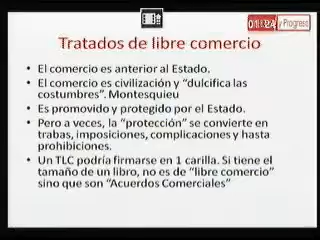 01:24
y Progreso
Tratados de libre comercio
• El comercio es anterior al Estado.
• El comercio es civilización y “dulcifica las
costumbres”. Montesquieu
• Es promovido y protegido por el Estado.
• Pero a veces, la “protección” se convierte en
trabas, imposiciones, complicaciones y hasta
prohibiciones.
• Un TLC podría firmarse en 1 carilla. Si tiene el
tamaño de un libro, no es de “libre comercio”
sino que son “Acuerdos Comerciales”